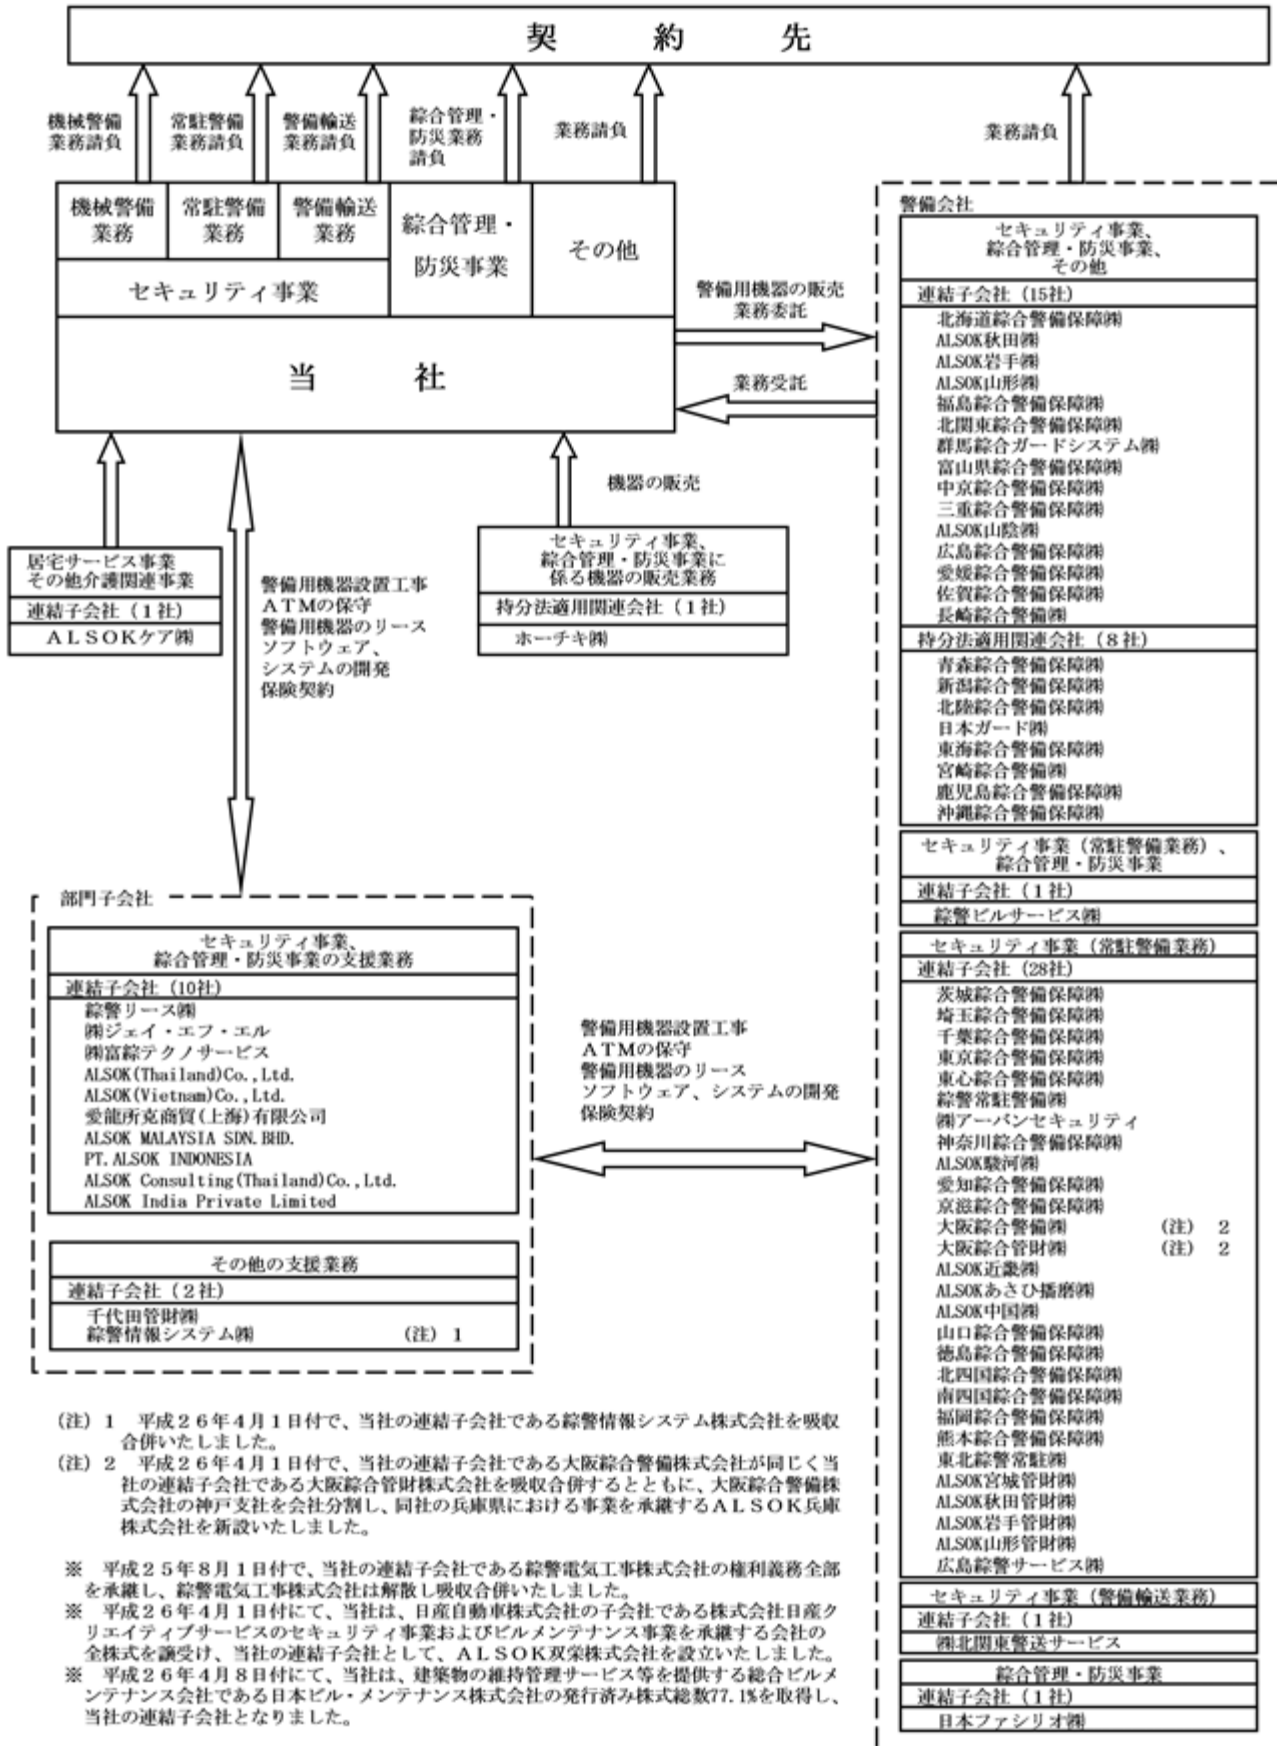 契約先
機械警備
業務請負
常駐警備
業務請負
警備輸送
業務請負
綜合管理・
防災業務
請負
業務請負
業務請負
機械警備
業務
常駐警備
業務
警備輸送
業務
綜合管理・
防災事業
その他
セキュリティ事業
当社
警備用機器の販売
業務委託
業務受託
機器の販売
居宅サービス事業
その他介護関連事業
連結子会社(1社)
ALSOKケア㈱
警備用機器設置工事
ATMの保守
警備用機器のリース
ソフトウェア、
システムの開発
保険契約
セキュリティ事業、
綜合管理・防災事業に
係る機器の販売業務
持分法適用関連会社(1社)
ホーチキ㈱
部門子会社
セキュリティ事業、
綜合管理・防災事業の支援業務
連結子会社(10社)
綜警リース㈱
㈱ジェイ・エフ・エル
㈱富綜テクノサービス
ALSOK(Thailand)Co.,Ltd.
ALSOK(Vietnam)Co.,Ltd.
愛龍所克商貿(上海)有限公司
ALSOK MALAYSIA SDN.BHD.
PT.ALSOK INDONESIA
ALSOK Consulting(Thailand)Co.,Ltd.
ALSOK India Private Limited
その他の支援業務
連結子会社(2社)
千代田管財㈱
綜警情報システム㈱ (注) 1
警備用機器設置工事
ATMの保守
警備用機器のリース
ソフトウェア、システムの開発
保険契約
警備会社
セキュリティ事業、
綜合管理・防災事業、
その他
連結子会社(15社)
北海道綜合警備保障㈱
ALSOK秋田㈱
ALSOK岩手㈱
ALSOK山形㈱
福島綜合警備保障㈱
北関東綜合警備保障㈱
群馬綜合ガードシステム㈱
富山県綜合警備保障㈱
中京綜合警備保障㈱
三重綜合警備保障㈱
ALSOK山陰㈱
広島綜合警備保障㈱
愛媛綜合警備保障㈱
佐賀綜合警備保障㈱
長崎綜合警備㈱
持分法適用関連会社(8社)
青森綜合警備保障㈱
新潟綜合警備保障㈱
北陸綜合警備保障㈱
日本ガード㈱
東海綜合警備保障㈱
宮崎綜合警備㈱
鹿児島綜合警備保障㈱
沖縄綜合警備保障㈱
セキュリティ事業(常駐警備業務)、
綜合管理・防災事業
連結子会社(1社)
綜警ビルサービス㈱
セキュリティ事業(常駐警備業務)
連結子会社(28社)
茨城綜合警備保障㈱
埼玉綜合警備保障㈱
千葉綜合警備保障㈱
東京綜合警備保障㈱
東心綜合警備保障㈱
綜警常駐警備㈱
㈱アーバンセキュリティ
神奈川綜合警備保障㈱
ALSOK駿河㈱
愛知綜合警備保障㈱
京滋綜合警備保障㈱
大阪綜合警備㈱ (注) 2
大阪綜合管財㈱ (注) 2
ALSOK近畿㈱
ALSOKあさひ播磨㈱
ALSOK中国㈱
山口綜合警備保障㈱
徳島綜合警備保障㈱
北四国綜合警備保障㈱
南四国綜合警備保障㈱
福岡綜合警備保障㈱
熊本綜合警備保障㈱
東北綜警常駐㈱
ALSOK宮城管財㈱
ALSOK秋田管財㈱
ALSOK岩手管財㈱
ALSOK山形管財㈱
広島綜警サービス㈱
セキュリティ事業(警備輸送業務)
連結子会社(1社)
㈱北関東警送サービス
綜合管理・防災事業
連結子会社(1社)
日本ファシリオ㈱
(注) 1 平成26年4月1日付で、当社の連結子会社である綜警情報システム株式会社を吸収
合併いたしました。
(注) 2 平成26年4月1日付で、当社の連結子会社である大阪綜合警備株式会社が同じく当
社の連結子会社である大阪綜合管財株式会社を吸収合併するとともに、大阪綜合警備株
式会社の神戸支社を会社分割し、同社の兵庫県における事業を承継するALSOK兵庫
株式会社を新設いたしました。
※ 平成25年8月1日付で、当社の連結子会社である綜警電気工事株式会社の権利義務全部
を承継し、綜警電気工事株式会社は解散し吸収合併いたしました。
※ 平成26年4月1日付にて、当社は、日産自動車株式会社の子会社である株式会社日産ク
リエイティブサービスのセキュリティ事業およびビルメンテナンス事業を承継する会社の
全株式を譲受け、当社の連結子会社として、ALSOK双栄株式会社を設立いたしました。
※ 平成26年4月8日付にて、当社は、建築物の維持管理サービス等を提供する総合ビルメ
ンテナンス会社である日本ビル・メンテナンス株式会社の発行済み株式総数77.1%を取得し、
当社の連結子会社となりました。